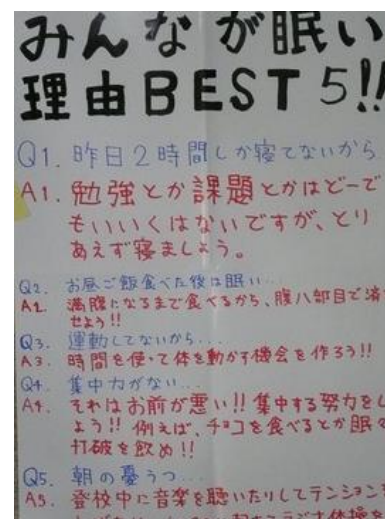 みんなが眠い
理由BEST5!!
Q1. 昨日2時間しか寝てないから
A1. 勉強とか課題とかはどーで
もいいくはないですが、とり
あえず寝ましょう。
Q2. お昼ご飯食べた後は眠い…
A2. 満腹になるまで食べるから、腹八部目で済
せよう!!
Q3. 運動してないから…
A3. 時間を使って体を動かす機会を作ろう!!
Q4. 集中力がない…
A4. それはお前が悪い!! 集中する努力をし
よう!! 例えば、チョコを食べるとか眠々
打破を飲め!!
Q5. 朝の憂うつ…
A5. 登校中に音楽を聴いたりしてテンション